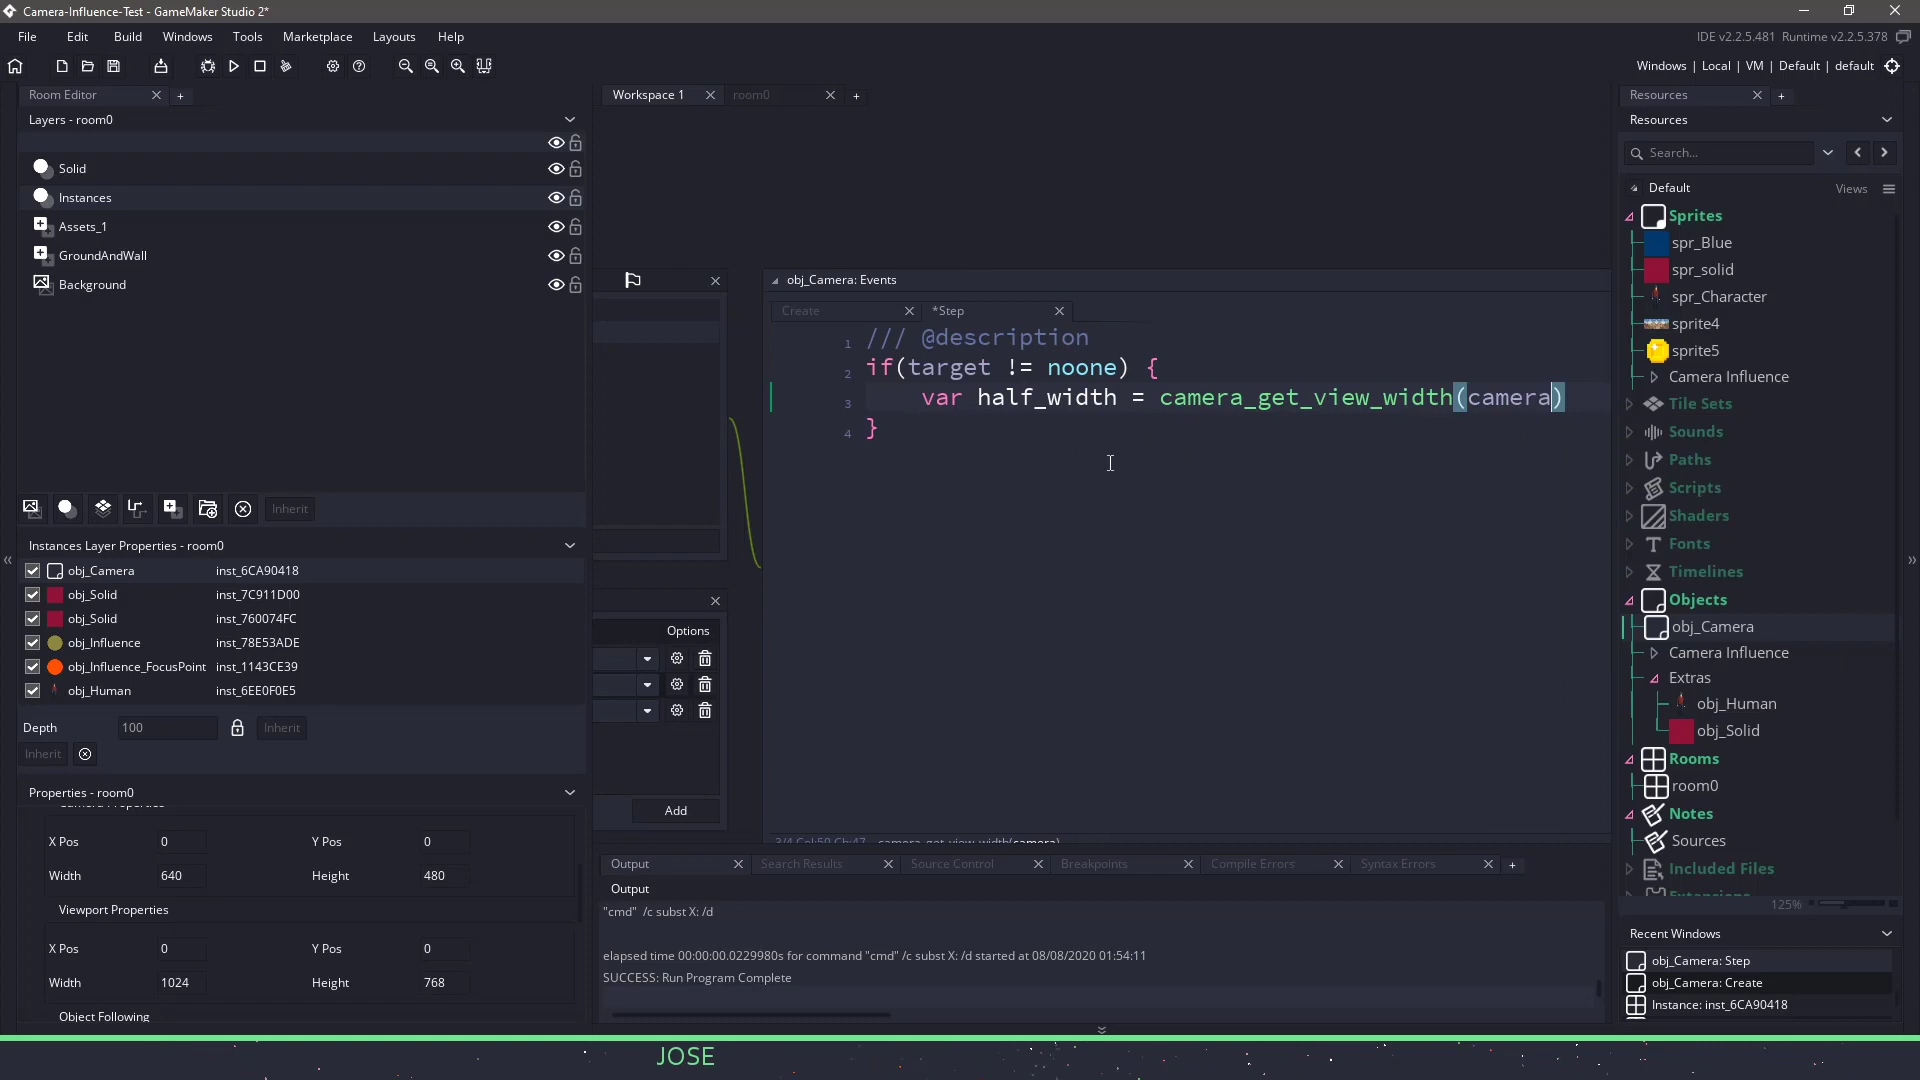 Camera-Influence-Test - GameMaker Studio 2*
File Edit Build Windows Tools Marketplace Layouts Help
IDE v2.2.5.481 Runtime v2.2.5.378
Windows | Local | VM | Default | default
Room Editor
Layers - room0
Solid
Instances
Assets_1
GroundAndWall
Background
Inherit
Instances Layer Properties - room0
obj_Camera inst_6CA90418
obj_Solid inst_7C911D00
obj_Solid inst_760074FC
obj_Influence inst_78E53ADE
obj_Influence_FocusPoint inst_1143CE39
obj_Human inst_6EE0F0E5
Depth 100 Inherit
Inherit
Properties - room0
Camera Properties
X Pos 0 Y Pos 0
Width 640 Height 480
Viewport Properties
X Pos 0 Y Pos 0
Width 1024 Height 768
Object Following
Workspace 1 room0
Options
Add
obj_Camera: Events
Create *Step
1 /// @description
2 if(target != noone) {
3 var half_width = camera_get_view_width(camera)
4 }
camera_get_view_width(camera)
Output Search Results Source Control Breakpoints Compile Errors Syntax Errors
Output
"cmd" /c subst X: /d
elapsed time 00:00:00.0229980s for command "cmd" /c subst X: /d started at 08/08/2020 01:54:11
SUCCESS: Run Program Complete
Resources
Resources
Search...
Default Views
Sprites
spr_Blue
spr_solid
spr_Character
sprite4
sprite5
Camera Influence
Tile Sets
Sounds
Paths
Scripts
Shaders
Fonts
Timelines
Objects
obj_Camera
Camera Influence
Extras
obj_Human
obj_Solid
Rooms
room0
Notes
Sources
Included Files
Extensions
125%
Recent Windows
obj_Camera: Step
obj_Camera: Create
Instance: inst_6CA90418
JOSE